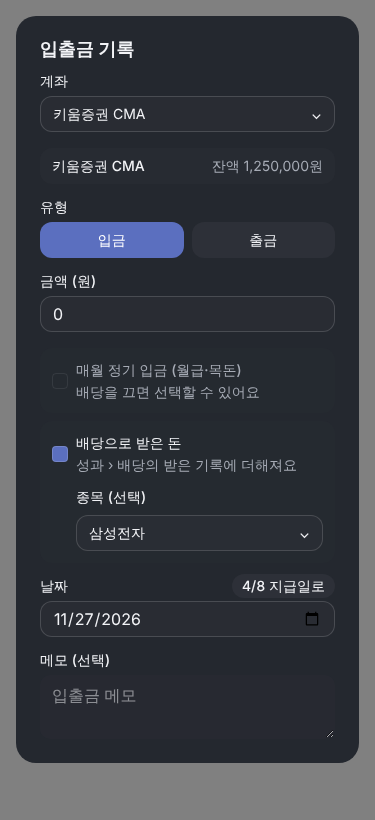 입출금 기록
계좌
키움증권 CMA
키움증권 CMA 잔액 1,250,000원
유형
입금 출금
금액 (원)
0
매월 정기 입금 (월급·목돈)
배당을 끄면 선택할 수 있어요
배당으로 받은 돈
성과 › 배당의 받은 기록에 더해져요
종목 (선택)
삼성전자
날짜 4/8 지급일로
11/27/2026
메모 (선택)
입출금 메모